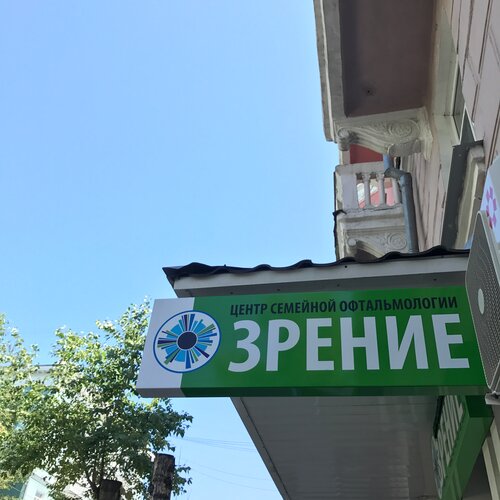 ЦЕНТР СЕМЕЙНОЙ ОФТАЛЬМОЛОГИИ
ЗРЕНИЕ